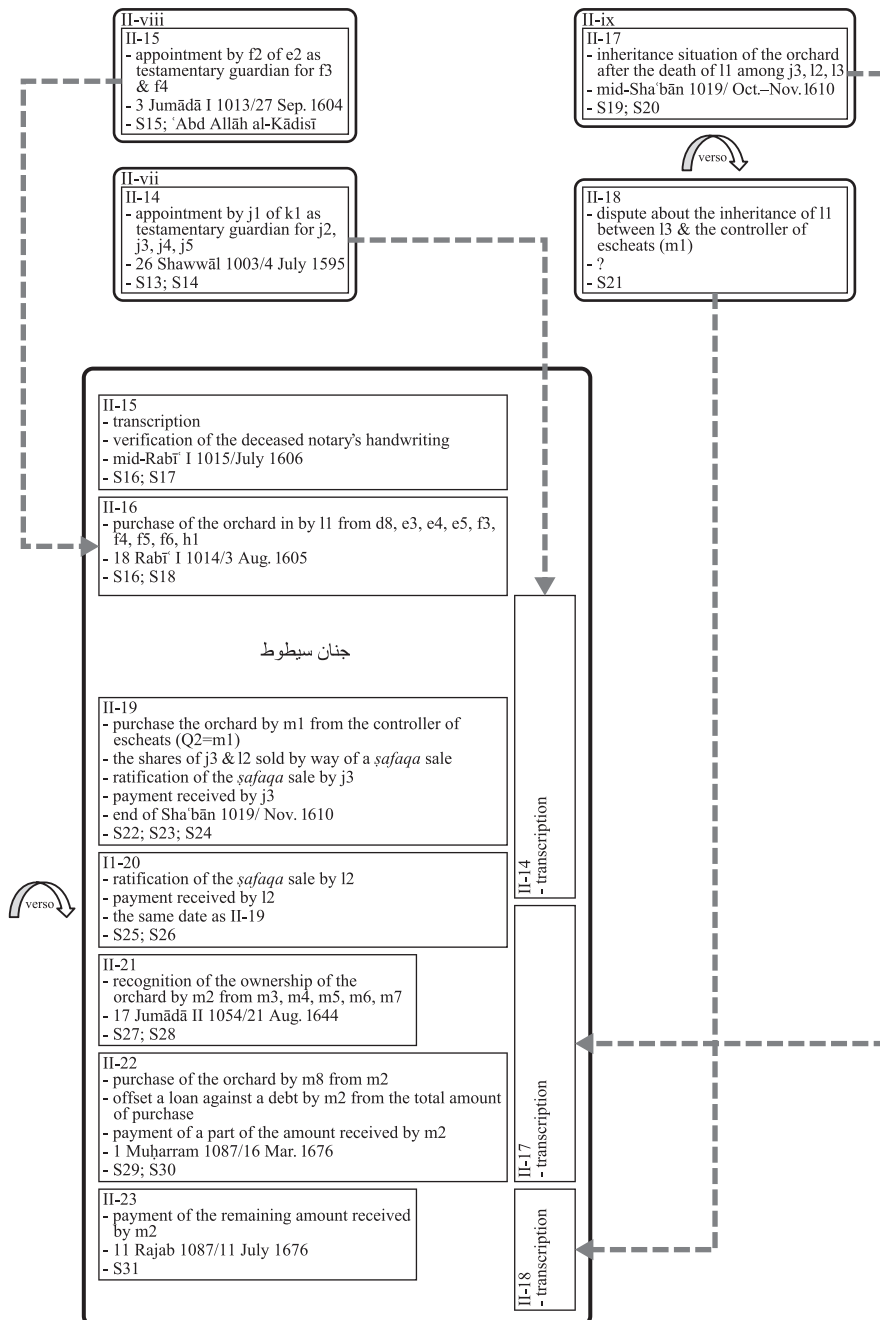 II-viii
II-15
- appointment by f2 of e2 as
testamentary guardian for f3
& f4
- 3 Jumādā I 1013/27 Sep. 1604
- S15; ʿAbd Allāh al-Kādisī
II-ix
II-17
- inheritance situation of the orchard
after the death of l1 among j3, l2, l3
- mid-Shaʿbān 1019/ Oct.–Nov. 1610
- S19; S20
verso
II-vii
II-14
- appointment by j1 of k1 as
testamentary guardian for j2,
j3, j4, j5
- 26 Shawwāl 1003/4 July 1595
- S13; S14
II-18
- dispute about the inheritance of l1
between l3 & the controller of
escheats (m1)
- ?
- S21
II-15
- transcription
- verification of the deceased notary's handwriting
- mid-Rabīʿ I 1015/July 1606
- S16; S17
II-16
- purchase of the orchard in by l1 from d8, e3, e4, e5, f3,
f4, f5, f6, h1
- 18 Rabīʿ I 1014/3 Aug. 1605
- S16; S18
جنان سيطوط
II-19
- purchase the orchard by m1 from the controller of
escheats (Q2=m1)
- the shares of j3 & l2 sold by way of a ṣafaqa sale
- ratification of the ṣafaqa sale by j3
- payment received by j3
- end of Shaʿbān 1019/ Nov. 1610
- S22; S23; S24
II-14
- transcription
verso
I1-20
- ratification of the ṣafaqa sale by l2
- payment received by l2
- the same date as II-19
- S25; S26
II-21
- recognition of the ownership of the
orchard by m2 from m3, m4, m5, m6, m7
- 17 Jumādā II 1054/21 Aug. 1644
- S27; S28
II-22
- purchase of the orchard by m8 from m2
- offset a loan against a debt by m2 from the total amount
of purchase
- payment of a part of the amount received by m2
- 1 Muḥarram 1087/16 Mar. 1676
- S29; S30
II-17
- transcription
II-23
- payment of the remaining amount received
by m2
- 11 Rajab 1087/11 July 1676
- S31
II-18
- transcription